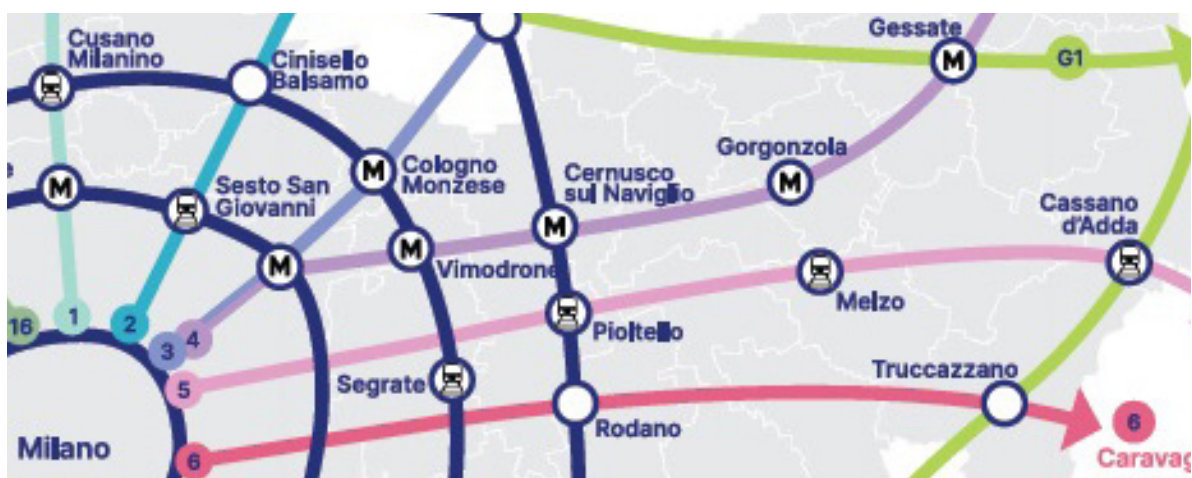 Cusano
Milanino
Cinisello
Balsamo
Gessate
M
G1
M
Sesto San
Giovanni
M
Cologno
Monzese
Cernusco
sul Naviglio
Gorgonzola
M
Cassano
d'Adda
M
M
M
Vimodrone
16
1
2
3
4
5
Melzo
Pioltello
Segrate
Truccazzano
Rodano
6
Milano
6
Caravag